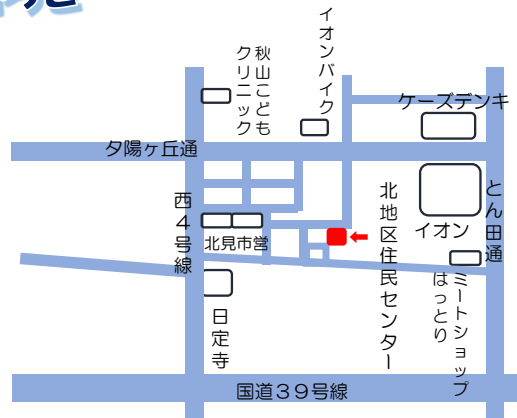 イオンバイク
秋山こども
クリニック
ケーズデンキ
夕陽ヶ丘通
西4号線
北見市営
北地区住民センター
イオン
とん田通
ミートショップ
はっとり
日定寺
国道39号線